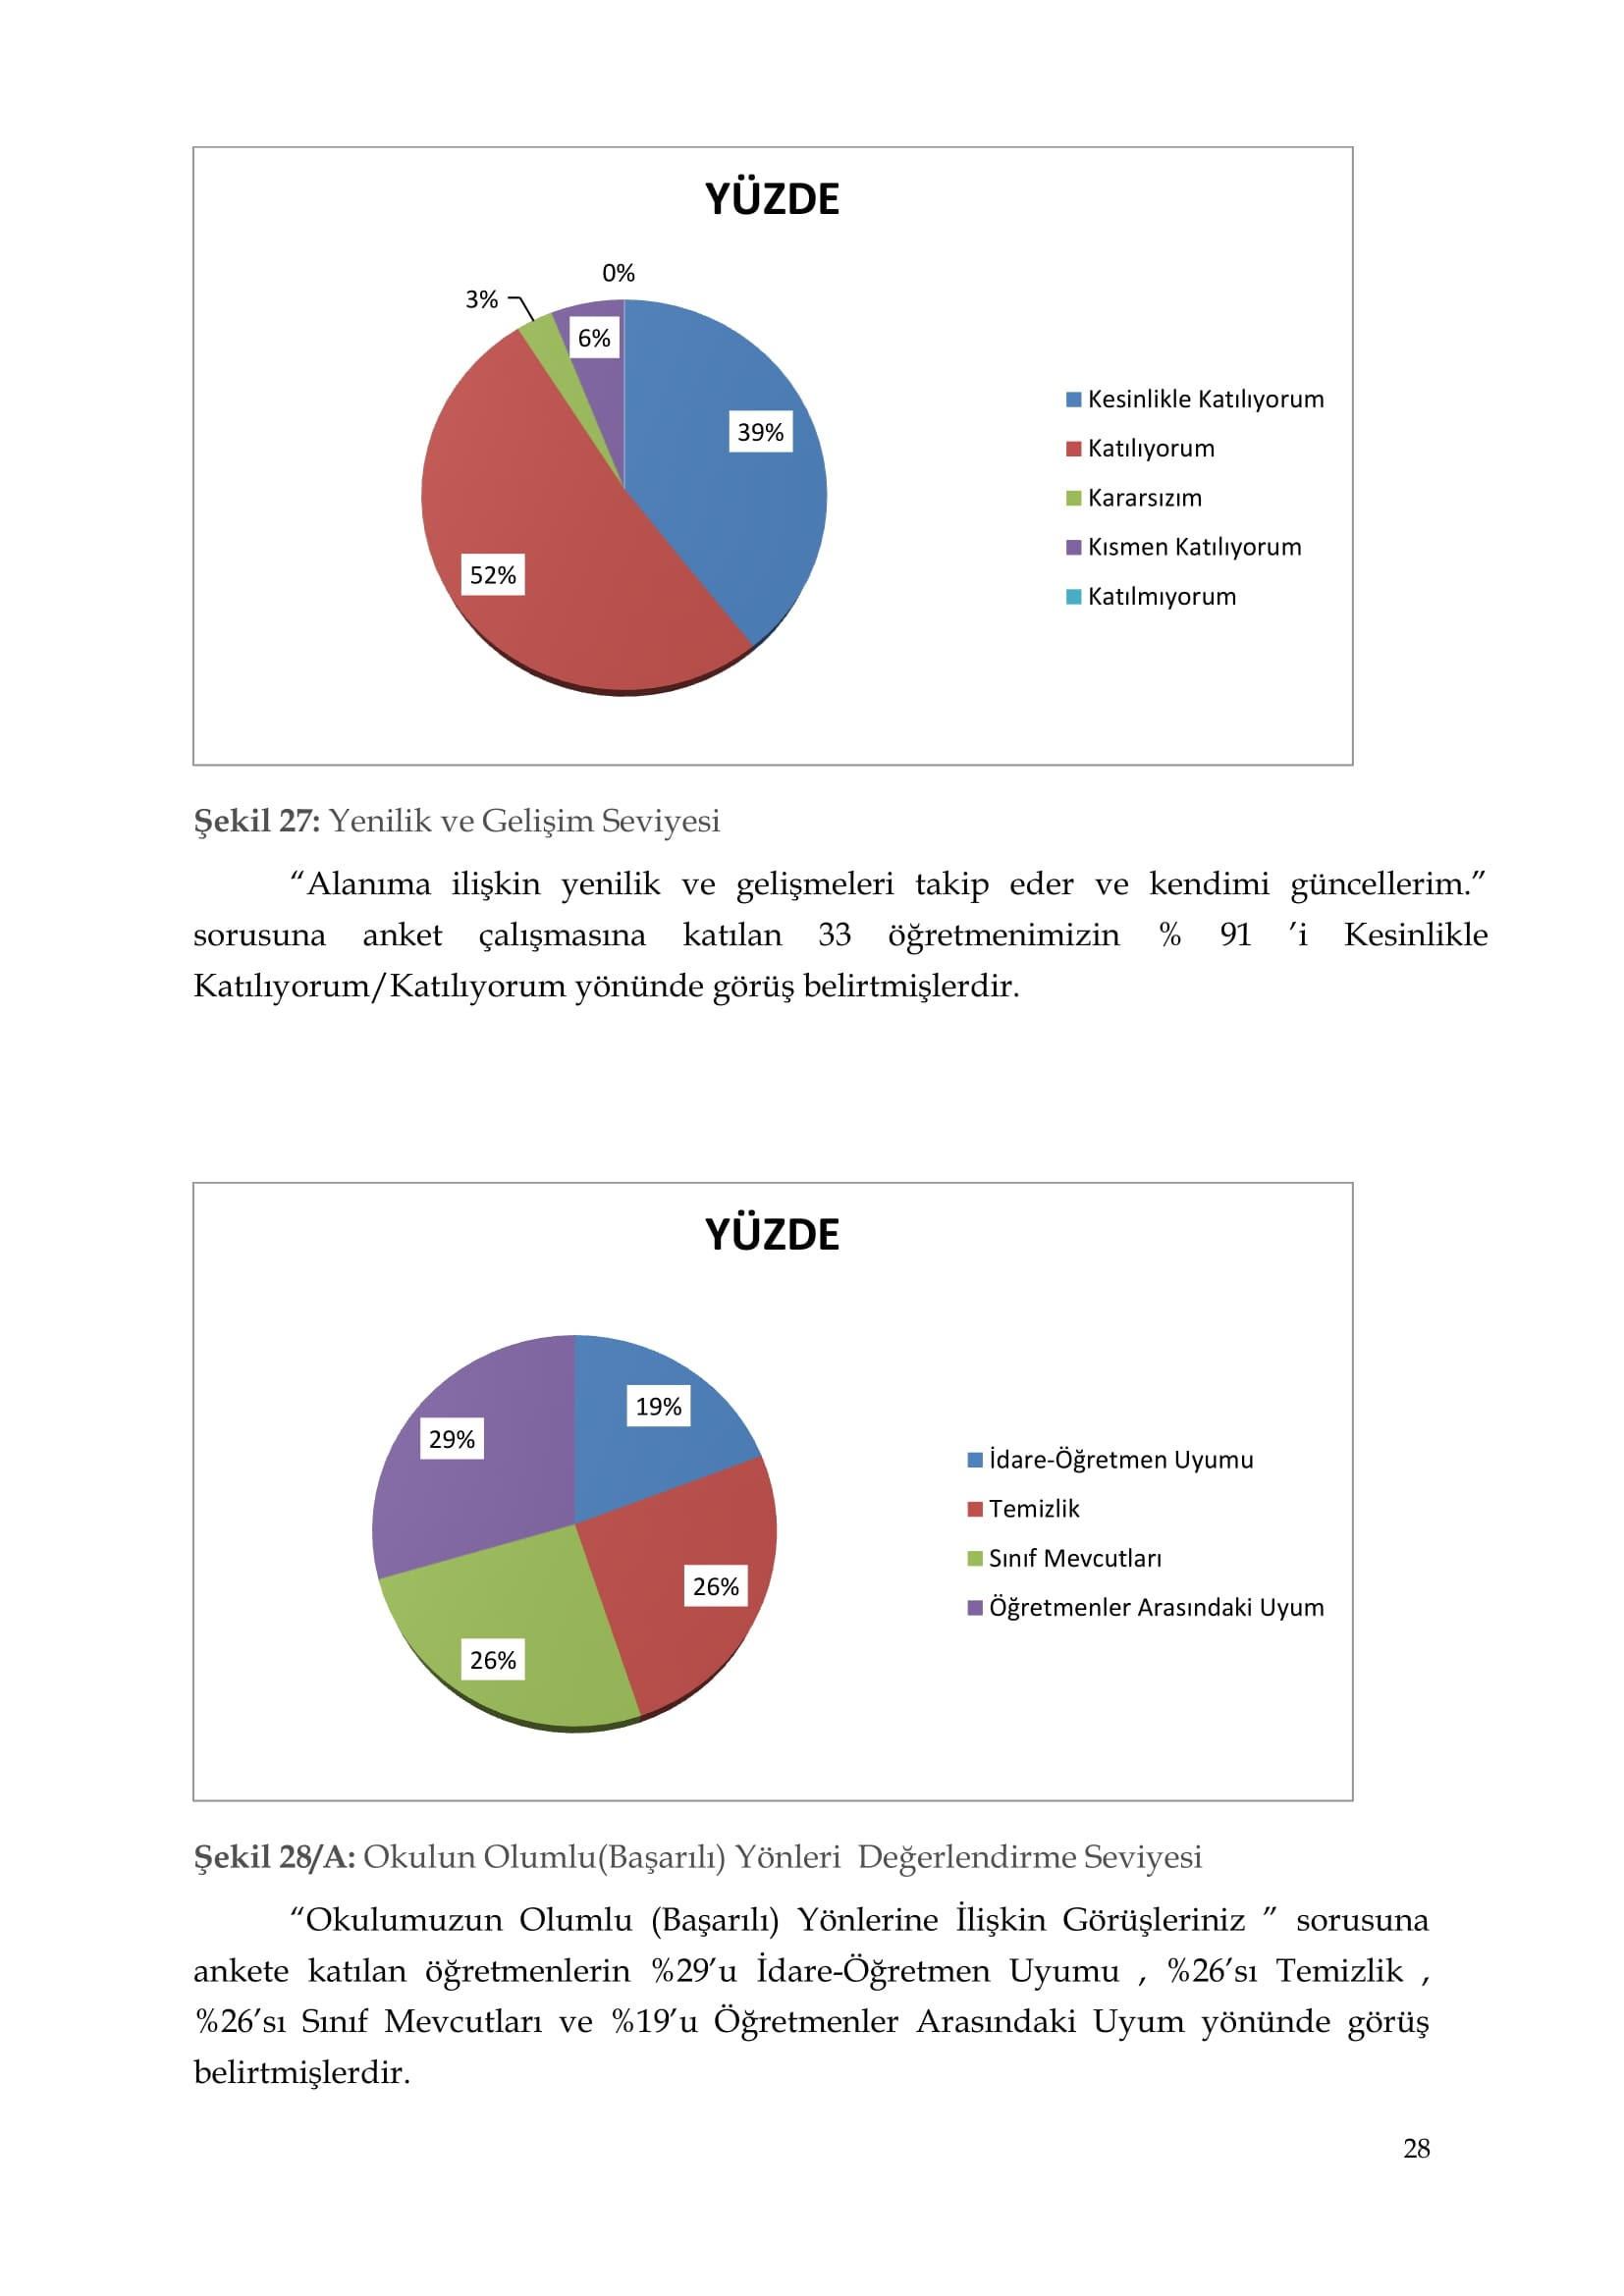 YÜZDE
0%
3%
6%
39%
52%
Kesinlikle Katılıyorum
Katılıyorum
Kararsızım
Kısmen Katılıyorum
Katılmıyorum
Şekil 27: Yenilik ve Gelişim Seviyesi
“Alanıma ilişkin yenilik ve gelişmeleri takip eder ve kendimi güncellerim.”
sorusuna anket çalışmasına katılan 33 öğretmenimizin % 91 ’i Kesinlikle
Katılıyorum/Katılıyorum yönünde görüş belirtmişlerdir.
YÜZDE
19%
29%
26%
26%
İdare-Öğretmen Uyumu
Temizlik
Sınıf Mevcutları
Öğretmenler Arasındaki Uyum
Şekil 28/A: Okulun Olumlu(Başarılı) Yönleri  Değerlendirme Seviyesi
“Okulumuzun Olumlu (Başarılı) Yönlerine İlişkin Görüşleriniz ” sorusuna
ankete katılan öğretmenlerin %29’u İdare-Öğretmen Uyumu , %26’sı Temizlik ,
%26’sı Sınıf Mevcutları ve %19’u Öğretmenler Arasındaki Uyum yönünde görüş
belirtmişlerdir.
28